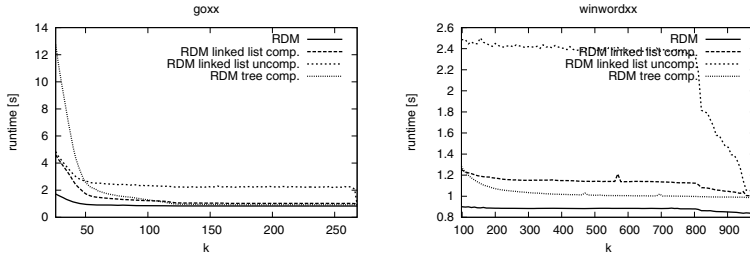 goxx
14
RDM
12
RDM linked list comp.
RDM linked list uncomp.
10
RDM tree comp.
8
6
4
2
0
50 100 150 200 250
k
runtime [s]
winwordxx
2.6
RDM
2.4
RDM linked list comp.
2.2
RDM linked list uncomp.
RDM tree comp.
2
1.8
1.6
1.4
1.2
1
0.8
100 200 300 400 500 600 700 800 900
k
runtime [s]